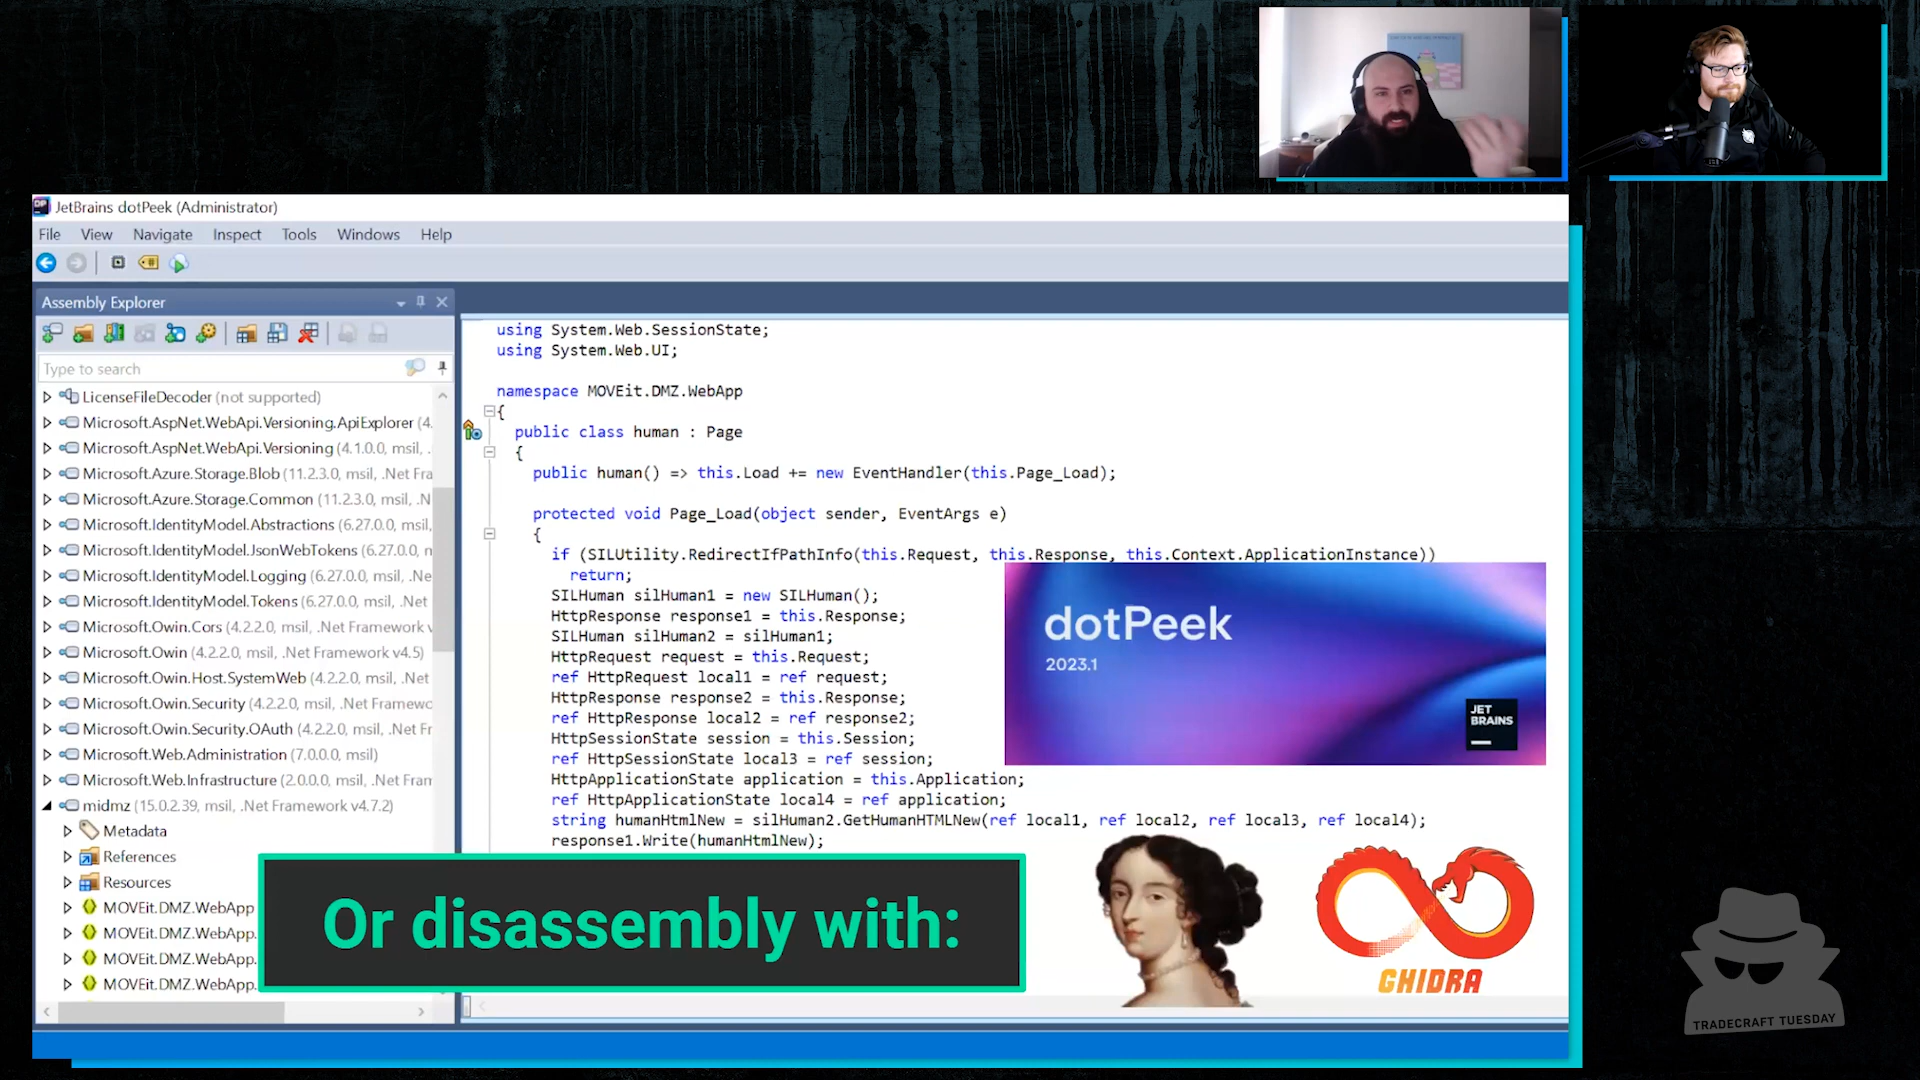 JetBrains dotPeek (Administrator)
File View Navigate Inspect Tools Windows Help
Assembly Explorer
Type to search
LicenseFileDecoder (not supported)
Microsoft.AspNet.WebApi.Versioning.ApiExplorer (4.
Microsoft.AspNet.WebApi.Versioning (4.1.0.0, msil, .
Microsoft.Azure.Storage.Blob (11.2.3.0, msil, .Net Fra
Microsoft.Azure.Storage.Common (11.2.3.0, .N
Microsoft.IdentityModel.Abstractions (6.27.0.0, msil,
Microsoft.IdentityModel.JsonWebTokens (6.27.0.0, n
Microsoft.IdentityModel.Logging (6.27.0.0, msil, .Ne
Microsoft.IdentityModel.Tokens (6.27.0.0, msil, .Net
Microsoft.Owin.Cors (4.2.2.0, msil, .Net Framework v
Microsoft.Owin (4.2.2.0, msil, .Net Framework v4.5)
Microsoft.Owin.Host.SystemWeb (4.2.2.0, msil, .Net
Microsoft.Owin.Security (4.2.2.0, msil, .Net Framewo
Microsoft.Owin.Security.OAuth (4.2.2.0, msil, .Net Fr
Microsoft.Web.Administration (7.0.0.0, msil)
Microsoft.Web.Infrastructure (2.0.0.0, msil, .Net Fram
midmz (15.0.2.39, msil, .Net Framework v4.7.2)
Metadata
References
Resources
MOVEit.DMZ.WebApp
MOVEit.DMZ.WebApp.
MOVEit.DMZ.WebApp.
MOVEit.DMZ.WebApp.
using System.Web.SessionState;
using System.Web.UI;
namespace MOVEit.DMZ.WebApp
{
public class human : Page
{
public human() => this.Load += new EventHandler(this.Page_Load);
protected void Page_Load(object sender, EventArgs e)
{
if (SILUtility.RedirectIfPathInfo(this.Request, this.Response, this.Context.ApplicationInstance))
return;
SILHuman silHuman1 = new SILHuman();
HttpResponse response1 = this.Response;
SILHuman silHuman2 = silHuman1;
HttpRequest request = this.Request;
ref HttpRequest local1 = ref request;
HttpResponse response2 = this.Response;
ref HttpResponse local2 = ref response2;
HttpSessionState session = this.Session;
ref HttpSessionState local3 = ref session;
HttpApplicationState application = this.Application;
ref HttpApplicationState local4 = ref application;
string humanHtmlNew = silHuman2.GetHumanHTMLNew(ref local1, ref local2, ref local3, ref local4);
response1.Write(humanHtmlNew);
dotPeek
2023.1
JET
BRAINS
Or disassembly with:
GHIDRA
TRADECRAFT TUESDAY